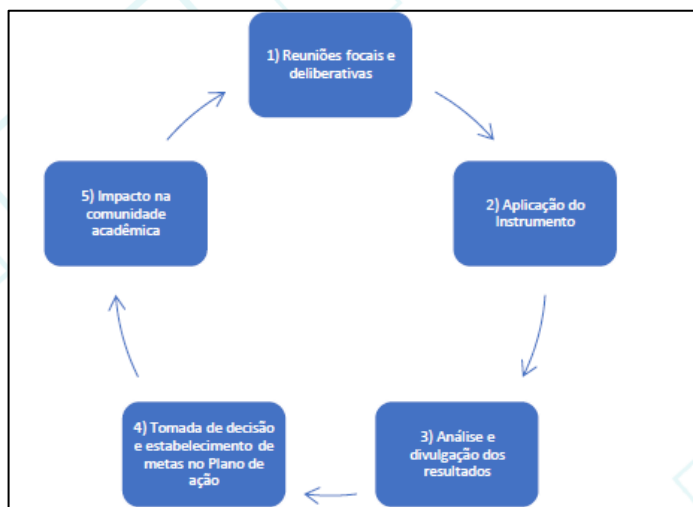 1) Reuniões focais e
deliberativas
2) Aplicação do
Instrumento
3) Análise e
divulgação dos
resultados
4) Tomada de decisão
e estabelecimento de
metas no Plano de
ação
5) Impacto na
comunidade
acadêmica